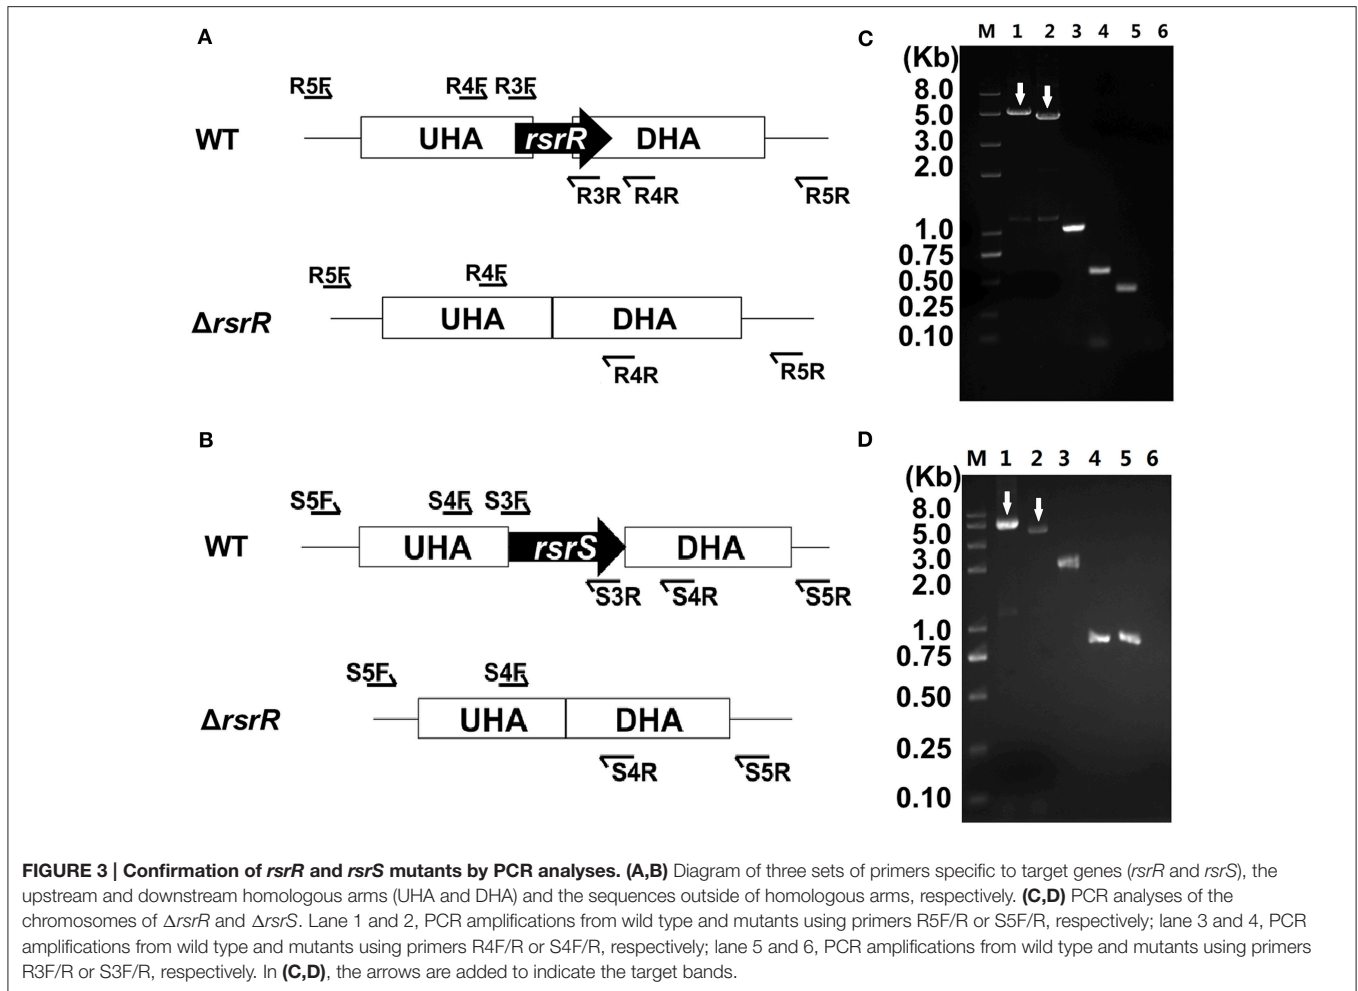 A
R5F R4F R3F
WT UHA rsrR DHA
R3R R4R R5R
R5F R4F
ΔrsrR UHA DHA
R4R R5R
B
S5F S4F S3F
WT UHA rsrS DHA
S3R S4R S5R
S5F S4F
ΔrsrR UHA DHA
S4R S5R
C
M 1 2 3 4 5 6
(Kb)
8.0
5.0
3.0
2.0
1.0
0.75
0.50
0.25
0.10
D
M 1 2 3 4 5 6
(Kb)
8.0
5.0
3.0
2.0
1.0
0.75
0.50
0.25
0.10
FIGURE 3 | Confirmation of rsrR and rsrS mutants by PCR analyses. (A,B) Diagram of three sets of primers specific to target genes (rsrR and rsrS), the
upstream and downstream homologous arms (UHA and DHA) and the sequences outside of homologous arms, respectively. (C,D) PCR analyses of the
chromosomes of ΔrsrR and ΔrsrS. Lane 1 and 2, PCR amplifications from wild type and mutants using primers R5F/R or S5F/R, respectively; lane 3 and 4, PCR
amplifications from wild type and mutants using primers R4F/R or S4F/R, respectively; lane 5 and 6, PCR amplifications from wild type and mutants using primers
R3F/R or S3F/R, respectively. In (C,D), the arrows are added to indicate the target bands.